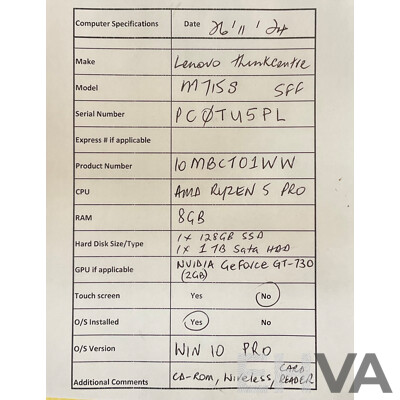 Computer Specifications Date 26'11'24
Make Lenovo ThinkCentre
Model M715S SFF
Serial Number PCØTU5PL
Express # if applicable
Product Number 10MBCTO1WW
CPU AMD RYZEN 5 PRO
RAM 8GB
Hard Disk Size/Type 1x 128GB SSD
1x 1TB Sata HDD
GPU if applicable NVIDIA GeForce GT-730
(2GB)
Touch screen Yes No
O/S Installed Yes No
O/S Version WIN 10 PRO
Additional Comments CD-ROM, Wireless, CARD
READER
VA